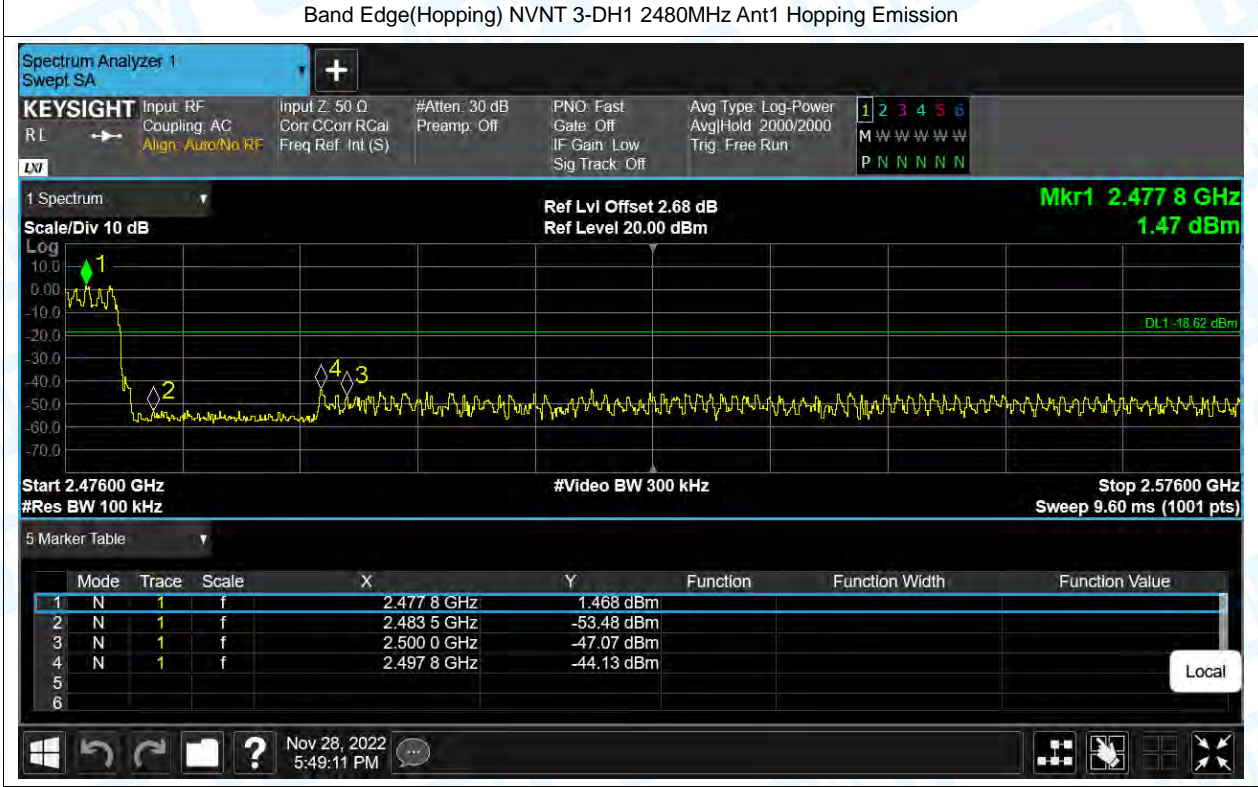 Band Edge(Hopping) NVNT 3-DH1 2480MHz Ant1 Hopping Emission
Spectrum Analyzer 1
Swept SA
+
KEYSIGHT
R L
LXI
Input: RF
Coupling: AC
Align: Auto/No RF
Input Z: 50 Ω
Corr CCorr RCal
Freq Ref: Int (S)
#Atten: 30 dB
Preamp: Off
PNO: Fast
Gate: Off
IF Gain: Low
Sig Track: Off
Avg Type: Log-Power
Avg|Hold: 2000/2000
Trig: Free Run
1 2 3 4 5 6
M W W W W W
P N N N N N
1 Spectrum
Scale/Div 10 dB
Ref Lvl Offset 2.68 dB
Ref Level 20.00 dBm
Mkr1 2.477 8 GHz
1.47 dBm
Log
10.0
0.00
-10.0
-20.0
-30.0
-40.0
-50.0
-60.0
-70.0
1
2
4
3
DL1 -18.62 dBm
Start 2.47600 GHz
#Res BW 100 kHz
#Video BW 300 kHz
Stop 2.57600 GHz
Sweep 9.60 ms (1001 pts)
5 Marker Table
Mode Trace Scale X Y Function Function Width Function Value
1 N 1 f 2.477 8 GHz 1.468 dBm
2 N 1 f 2.483 5 GHz -53.48 dBm
3 N 1 f 2.500 0 GHz -47.07 dBm
4 N 1 f 2.497 8 GHz -44.13 dBm
5
6
Local
?
Nov 28, 2022
5:49:11 PM